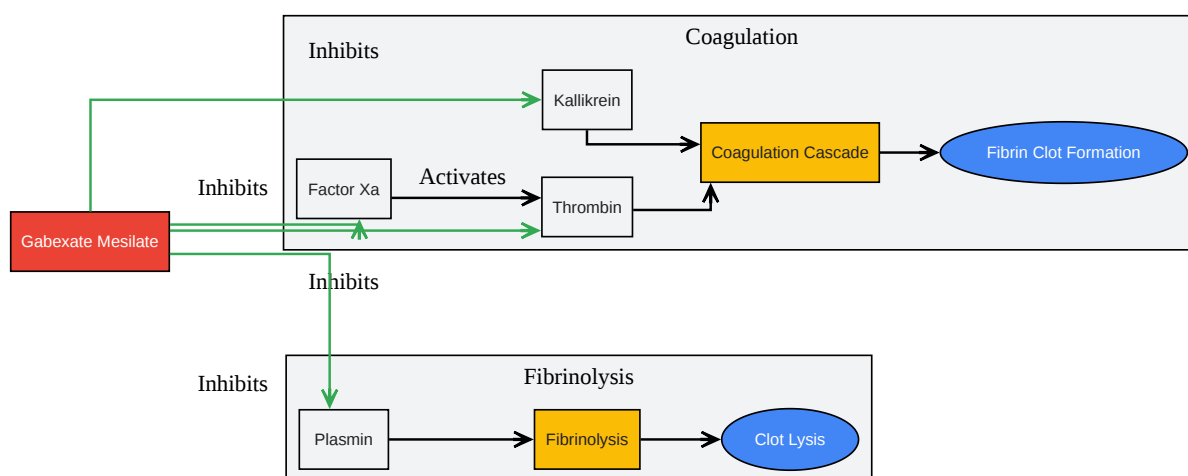 Coagulation
Inhibits
Kallikrein
Coagulation Cascade
Fibrin Clot Formation
Inhibits
Factor Xa
Activates
Thrombin
Gabexate Mesilate
Inhibits
Fibrinolysis
Inhibits
Plasmin
Fibrinolysis
Clot Lysis